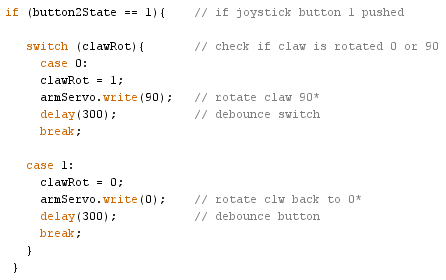 if (button2State == 1){    // if joystick button 1 pushed
switch (clawRot){       // check if claw is rotated 0 or 90
case 0:
clawRot = 1;
armServo.write(90);   // rotate claw 90*
delay(300);           // debounce switch
break;
case 1:
clawRot = 0;
armServo.write(0);    // rotate clw back to 0*
delay(300);           // debounce button
break;
}
}